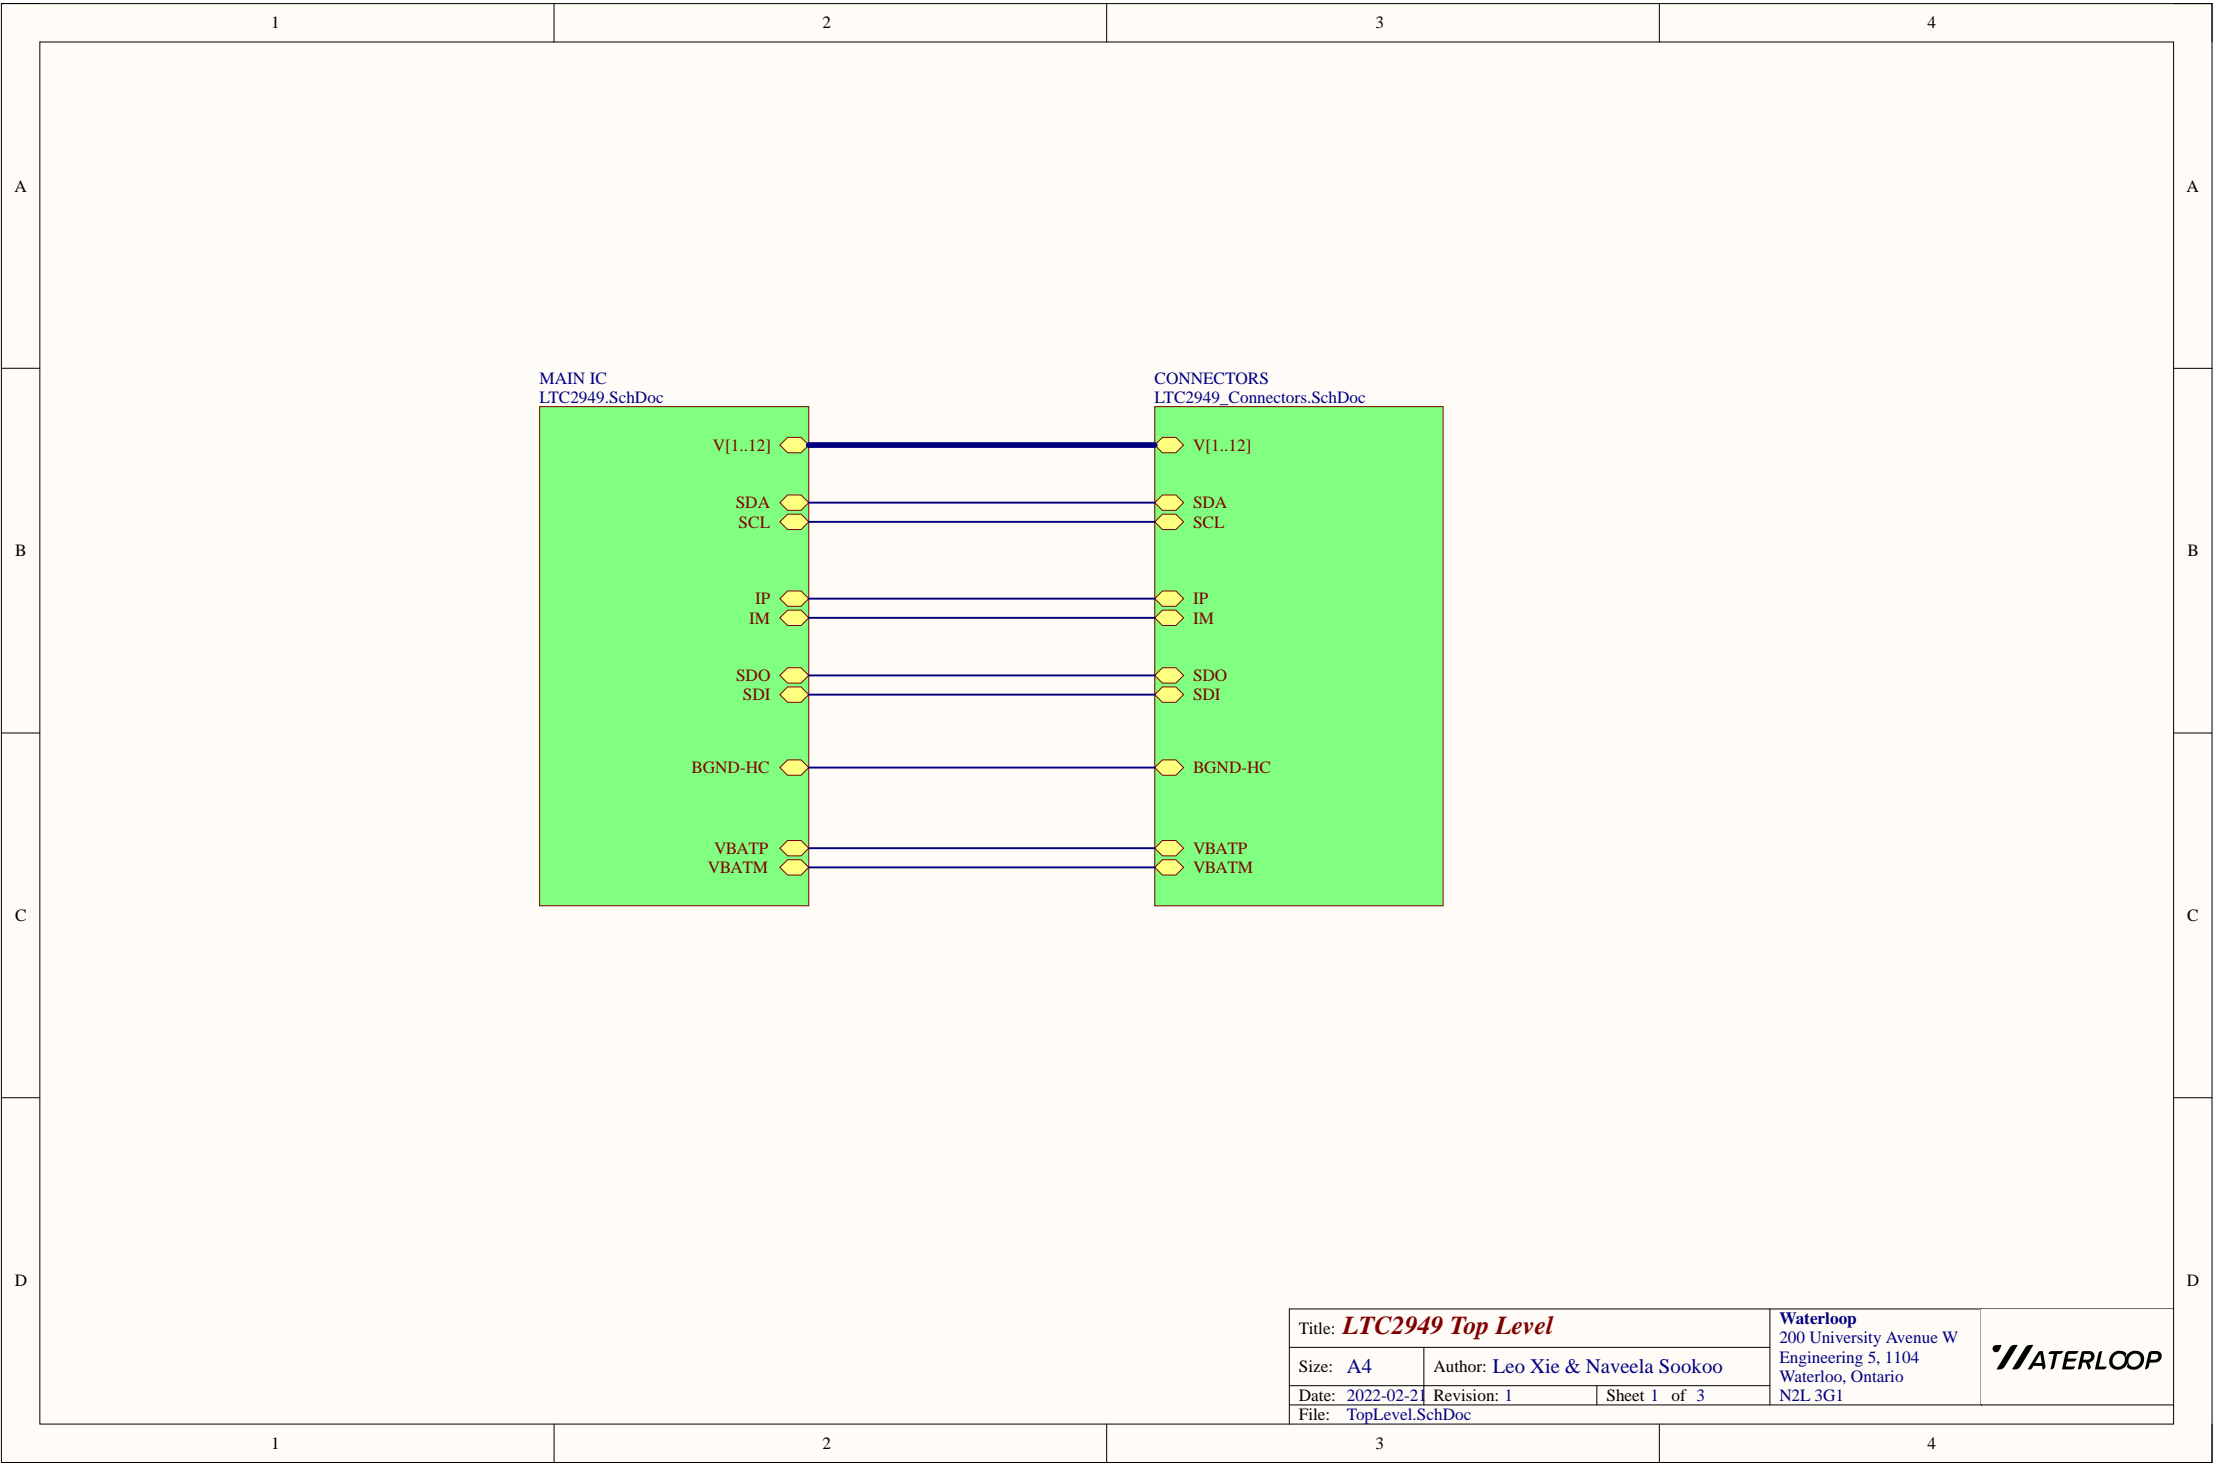 1 2 3 4
A A
MAIN IC
LTC2949.SchDoc
CONNECTORS
LTC2949_Connectors.SchDoc
V[1..12] V[1..12]
SDA SDA
SCL SCL
B B
IP IP
IM IM
SDO SDO
SDI SDI
BGND-HC BGND-HC
VBATP VBATP
VBATM VBATM
C C
D D
Title: LTC2949 Top Level
Size: A4 Author: Leo Xie & Naveela Sookoo
Date: 2022-02-21 Revision: 1 Sheet 1 of 3
File: TopLevel.SchDoc
Waterloop
200 University Avenue W
Engineering 5, 1104
Waterloo, Ontario
N2L 3G1
WATERLOOP
1 2 3 4